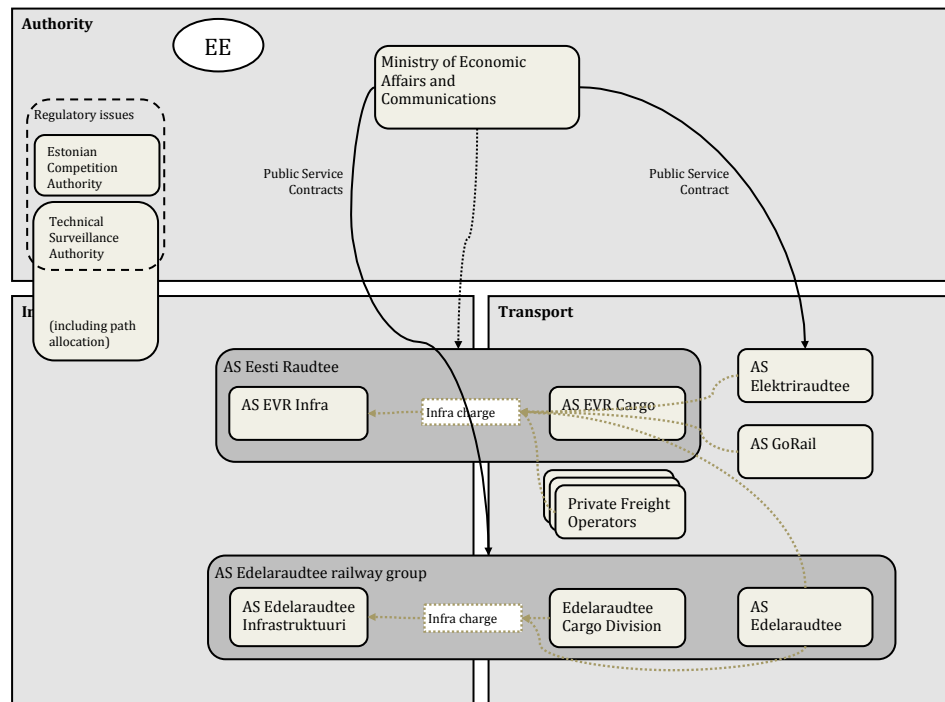 Authority
EE
Ministry of Economic
Affairs and
Communications
Regulatory issues
Estonian
Competition
Authority
Technical
Surveillance
Authority
(including path
allocation)
Public Service
Contracts
Public Service
Contract
Transport
AS Eesti Raudtee
AS EVR Infra
Infra charge
AS EVR Cargo
AS
Elektriraudtee
AS GoRail
Private Freight
Operators
AS Edelaraudtee railway group
AS Edelaraudtee
Infrastruktuuri
Infra charge
Edelaraudtee
Cargo Division
AS
Edelaraudtee